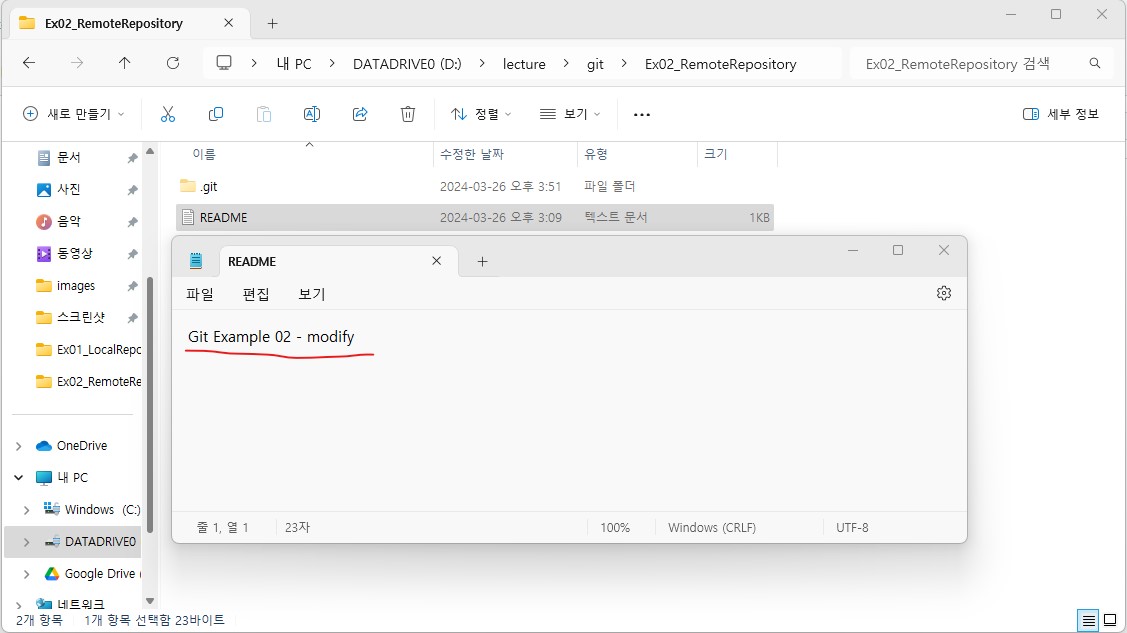 Ex02_RemoteRepository
내 PC > DATADRIVE0 (D:) > lecture > git > Ex02_RemoteRepository
Ex02_RemoteRepository 검색
새로 만들기
정렬
보기
세부 정보
이름 수정한 날짜 유형 크기
.git 2024-03-26 오후 3:51 파일 폴더
README 2024-03-26 오후 3:09 텍스트 문서 1KB
문서
사진
음악
동영상
images
스크린샷
Ex01_LocalRepo
Ex02_RemoteRe
OneDrive
내 PC
Windows (C:)
DATADRIVE0
Google Drive (
네트워크
README
파일 편집 보기
Git Example 02 - modify
줄 1, 열 1 23자 100% Windows (CRLF) UTF-8
2개 항목 1개 항목 선택함 23바이트